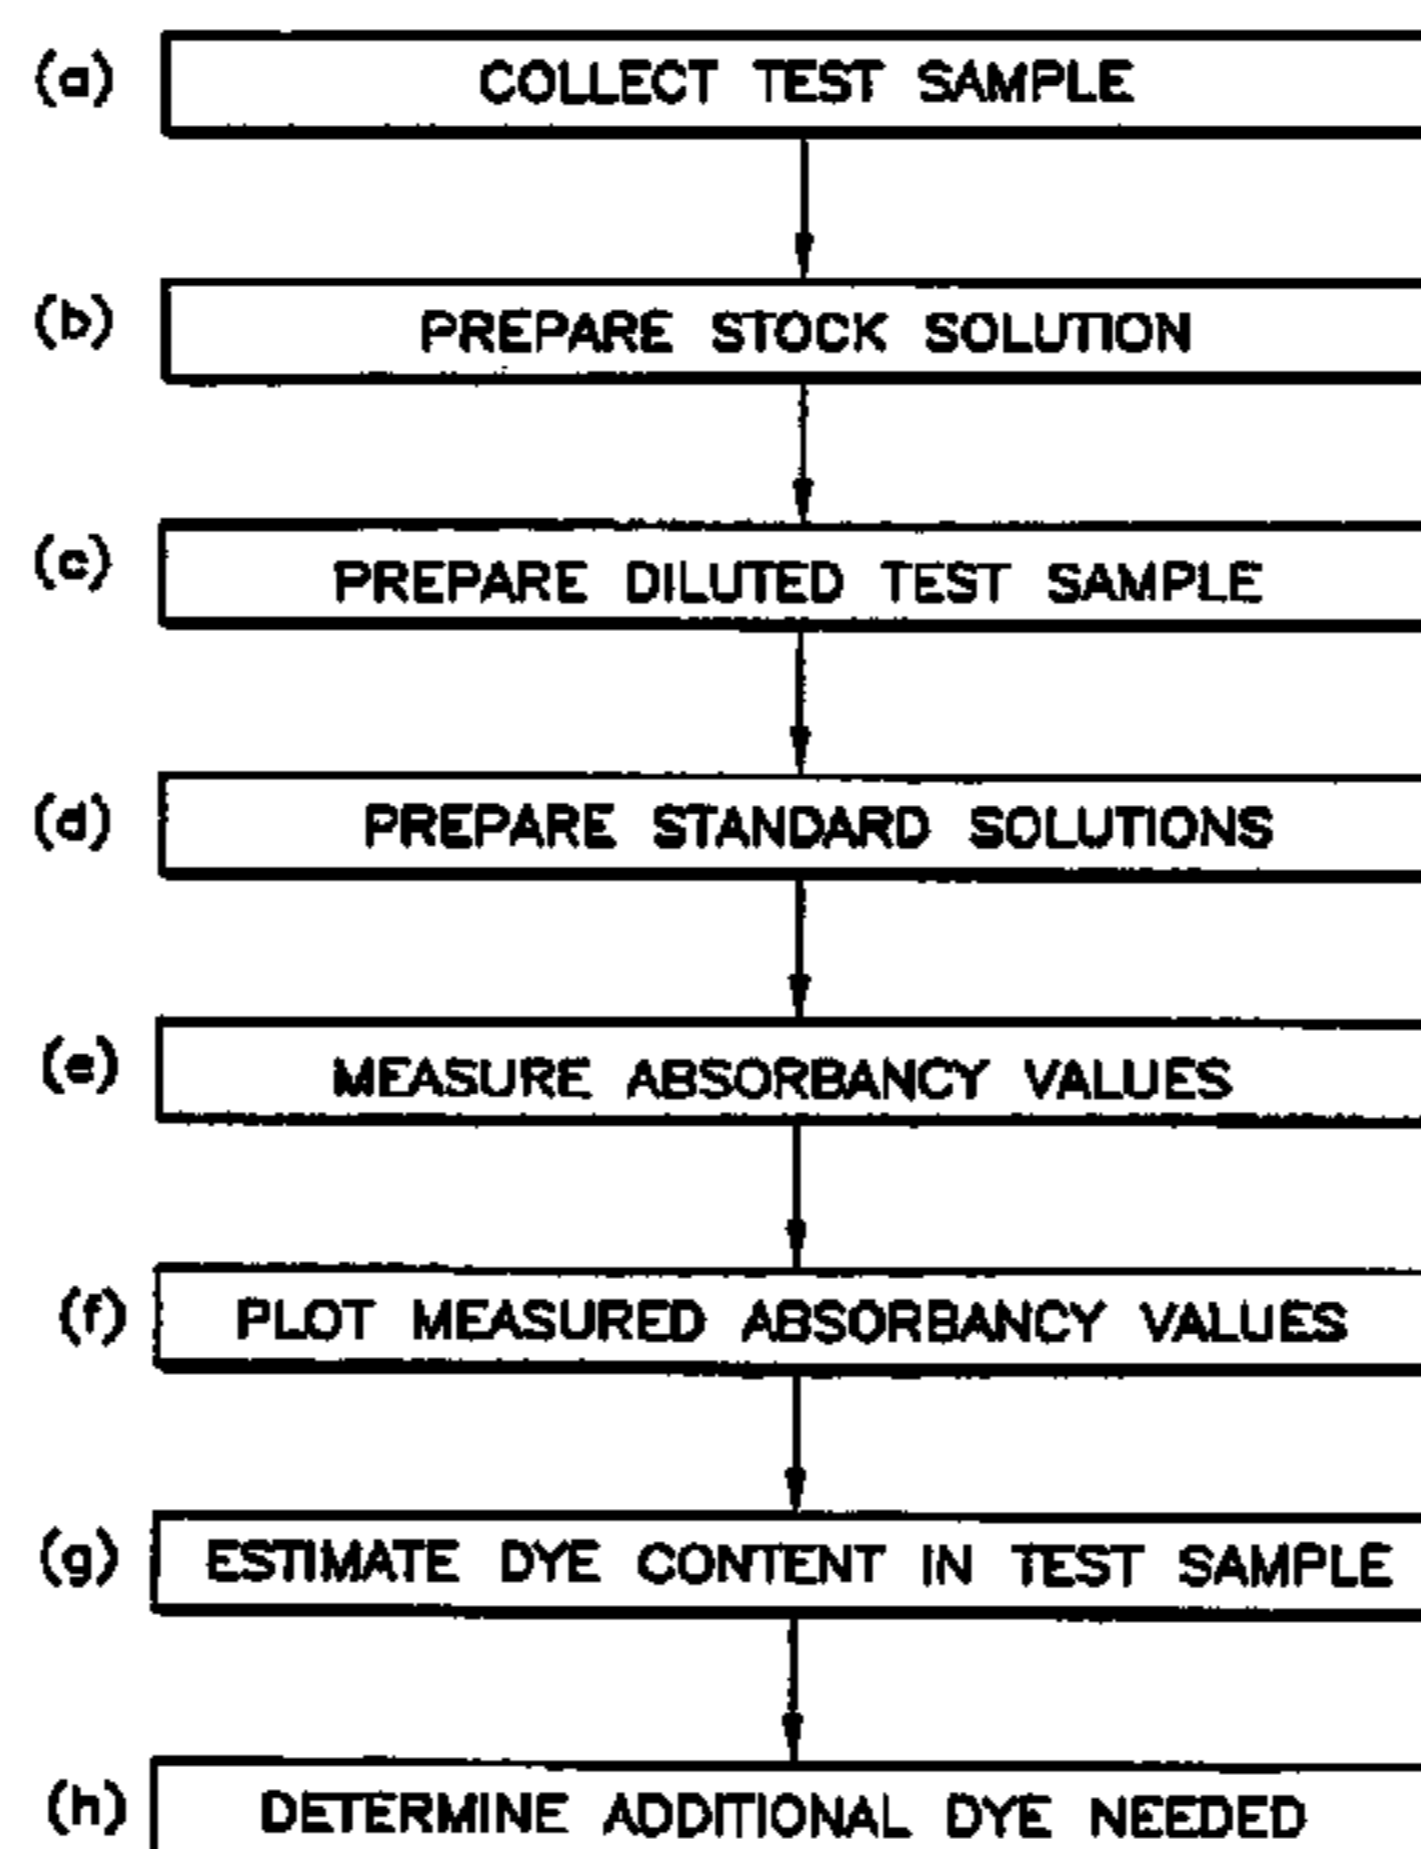 (a) COLLECT TEST SAMPLE
(b) PREPARE STOCK SOLUTION
(c) PREPARE DILUTED TEST SAMPLE
(d) PREPARE STANDARD SOLUTIONS
(e) MEASURE ABSORBANCY VALUES
(f) PLOT MEASURED ABSORBANCY VALUES
(g) ESTIMATE DYE CONTENT IN TEST SAMPLE
(h) DETERMINE ADDITIONAL DYE NEEDED